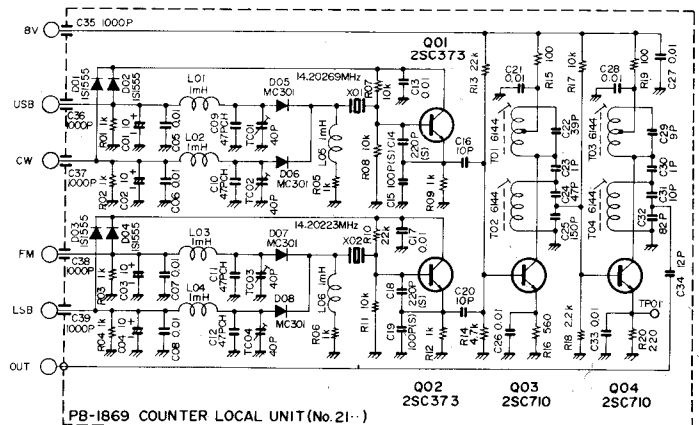 C35 1000P
8V
Q01
2SC373
D01
1S1555
D02
1S1555
L01
1mH
D05
MC301
14.20269MHz
X01
R07
10k
C13
0.01
R13 22k
C21
0.01
R15
100
R17
10k
C28
0.01
R19
100
C27
0.01
USB
C36
1000P
R01
1k
C01
10
+
C05
0.01
C09
47PCH
TC01
40P
L02
1mH
L05
1mH
R08
10k
C14
220P
(S)
C15
100P(S)
C16
10P
R09
1k
T01
6144
C22
39P
C23
1P
T03
6144
C29
9P
C30
1P
CW
C37
1000P
R02
1k
C02
10
+
C06
0.01
C10
47PCH
TC02
40P
D06
MC301
R05
1k
T02
6144
C24
47P
C25
150P
T04
6144
C31
10P
C32
82P
D03
1S1555
D04
1S1555
L03
1mH
D07
MC301
14.20223MHz
X02
R10
22k
C17
0.01
C34
12P
FM
C38
1000P
R03
1k
C03
10
+
C07
0.01
C11
47PCH
TC03
40P
L04
1mH
D08
MC301
L06
1mH
R06
1k
C18
220P
(S)
C19
100P(S)
C20
10P
TP01
LSB
C39
1000P
R04
1k
C04
10
+
C08
0.01
C12
47PCH
TC04
40P
R11
10k
R12
1k
R14
4.7k
C26
0.01
R16
560
R18
2.2k
C33
0.01
R20
220
OUT
Q02
2SC373
Q03
2SC710
Q04
2SC710
PB-1869 COUNTER LOCAL UNIT (No. 21··)